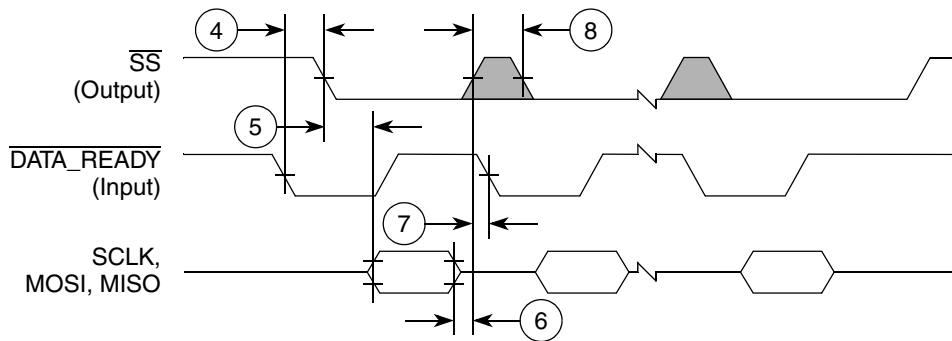 4
8
SS
(Output)
5
DATA_READY
(Input)
7
SCLK,
MOSI, MISO
6